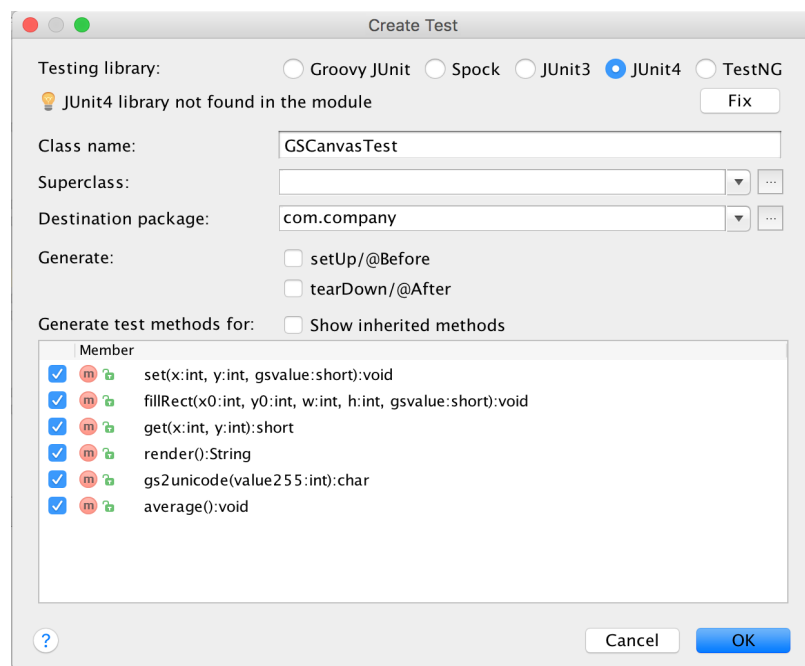 Create Test
Testing library: Groovy JUnit Spock JUnit3 JUnit4 TestNG
JUnit4 library not found in the module Fix
Class name: GSCanvasTest
Superclass: ...
Destination package: com.company ...
Generate: setUp/@Before
tearDown/@After
Generate test methods for: Show inherited methods
Member
m set(x:int, y:int, gsvalue:short):void
m fillRect(x0:int, y0:int, w:int, h:int, gsvalue:short):void
m get(x:int, y:int):short
m render():String
m gs2unicode(value255:int):char
m average():void
? Cancel OK